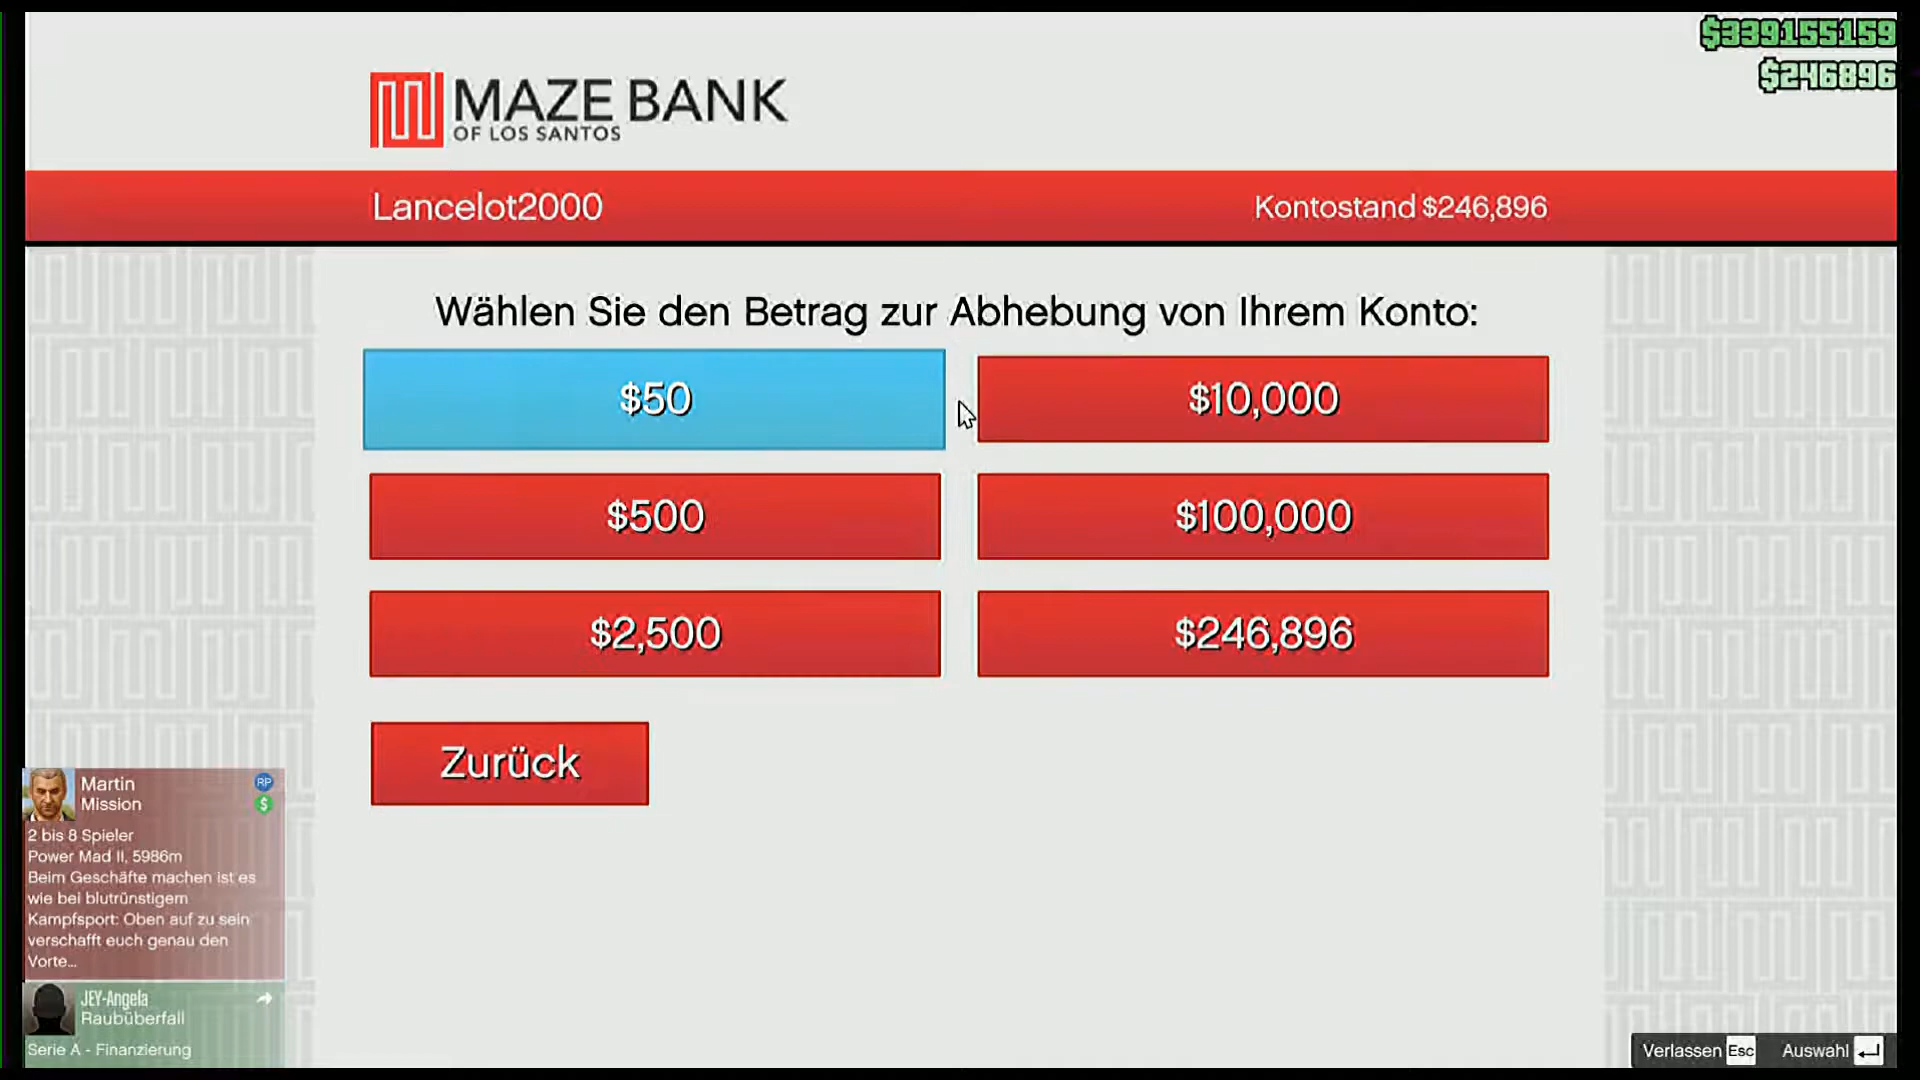 $339155159
$246896
MAZE BANK
OF LOS SANTOS
Lancelot2000
Kontostand $246,896
Wählen Sie den Betrag zur Abhebung von Ihrem Konto:
$50
$10,000
$500
$100,000
$2,500
$246,896
Zurück
Martin
Mission
RP
$
2 bis 8 Spieler
Power Mad II, 5986m
Beim Geschäfte machen ist es
wie bei blutrünstigem
Kampfsport: Oben auf zu sein
verschafft euch genau den
Vorte...
JEY-Angela
Raubüberfall
Serie A - Finanzierung
Verlassen Esc Auswahl